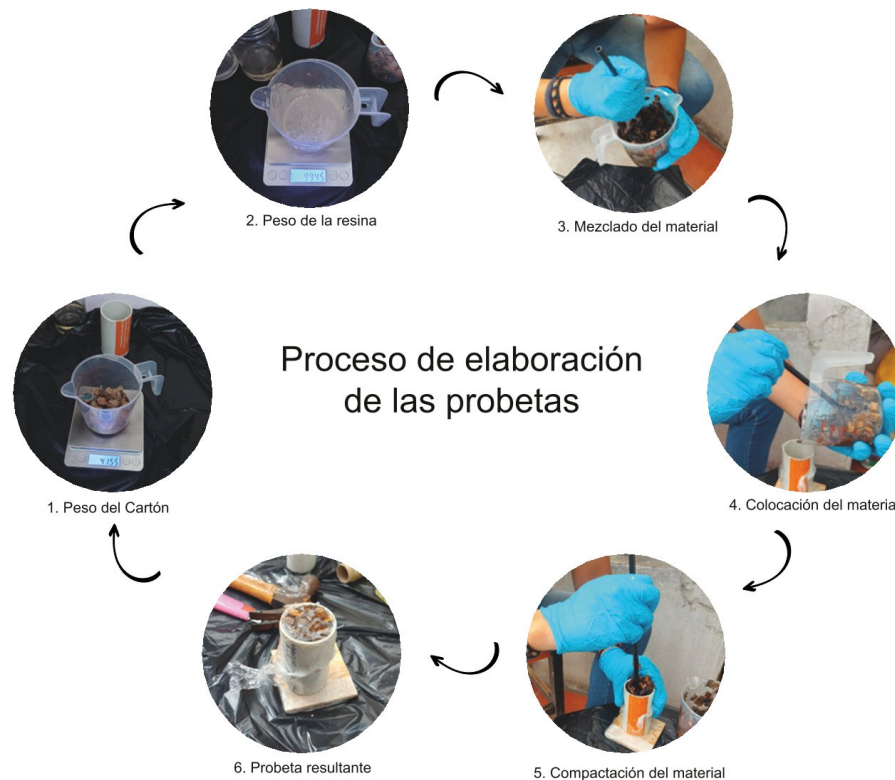 2. Peso de la resina
3. Mezclado del material
Proceso de elaboración
de las probetas
1. Peso del Cartón
4. Colocación del materia
6. Probeta resultante
5. Compactación del material